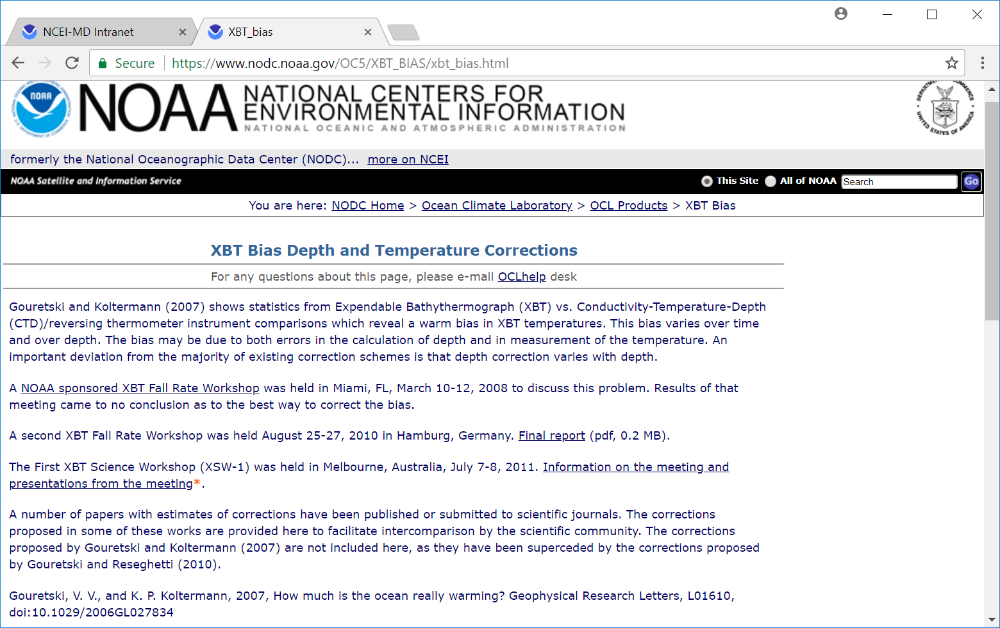 NCEI-MD Intranet
XBT_bias
Secure
https://www.nodc.noaa.gov/OC5/XBT_BIAS/xbt_bias.html
NOAA
NOAA
NATIONAL CENTERS FOR
ENVIRONMENTAL INFORMATION
NATIONAL OCEANIC AND ATMOSPHERIC ADMINISTRATION
UNITED STATES OF AMERICA
formerly the National Oceanographic Data Center (NODC)... more on NCEI
NOAA Satellite and Information Service
This Site All of NOAA Search Go
You are here: NODC Home > Ocean Climate Laboratory > OCL Products > XBT Bias
XBT Bias Depth and Temperature Corrections
For any questions about this page, please e-mail OCLhelp desk
Gouretski and Koltermann (2007) shows statistics from Expendable Bathythermograph (XBT) vs. Conductivity-Temperature-Depth
(CTD)/reversing thermometer instrument comparisons which reveal a warm bias in XBT temperatures. This bias varies over time
and over depth. The bias may be due to both errors in the calculation of depth and in measurement of the temperature. An
important deviation from the majority of existing correction schemes is that depth correction varies with depth.
A NOAA sponsored XBT Fall Rate Workshop was held in Miami, FL, March 10-12, 2008 to discuss this problem. Results of that
meeting came to no conclusion as to the best way to correct the bias.
A second XBT Fall Rate Workshop was held August 25-27, 2010 in Hamburg, Germany. Final report (pdf, 0.2 MB).
The First XBT Science Workshop (XSW-1) was held in Melbourne, Australia, July 7-8, 2011. Information on the meeting and
presentations from the meeting*.
A number of papers with estimates of corrections have been published or submitted to scientific journals. The corrections
proposed in some of these works are provided here to facilitate intercomparison by the scientific community. The corrections
proposed by Gouretski and Koltermann (2007) are not included here, as they have been superceded by the corrections proposed
by Gouretski and Reseghetti (2010).
Gouretski, V. V., and K. P. Koltermann, 2007, How much is the ocean really warming? Geophysical Research Letters, L01610,
doi:10.1029/2006GL027834